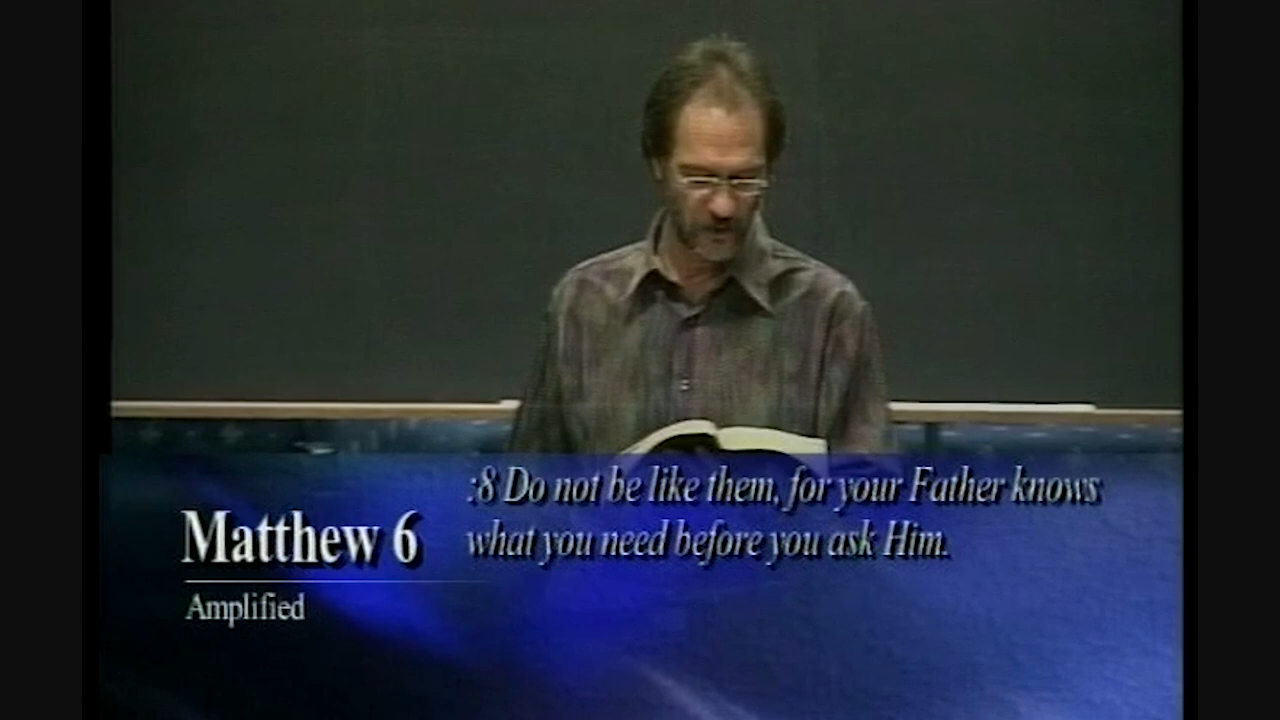 Matthew 6
Amplified
:8 Do not be like them, for your Father knows
what you need before you ask Him.